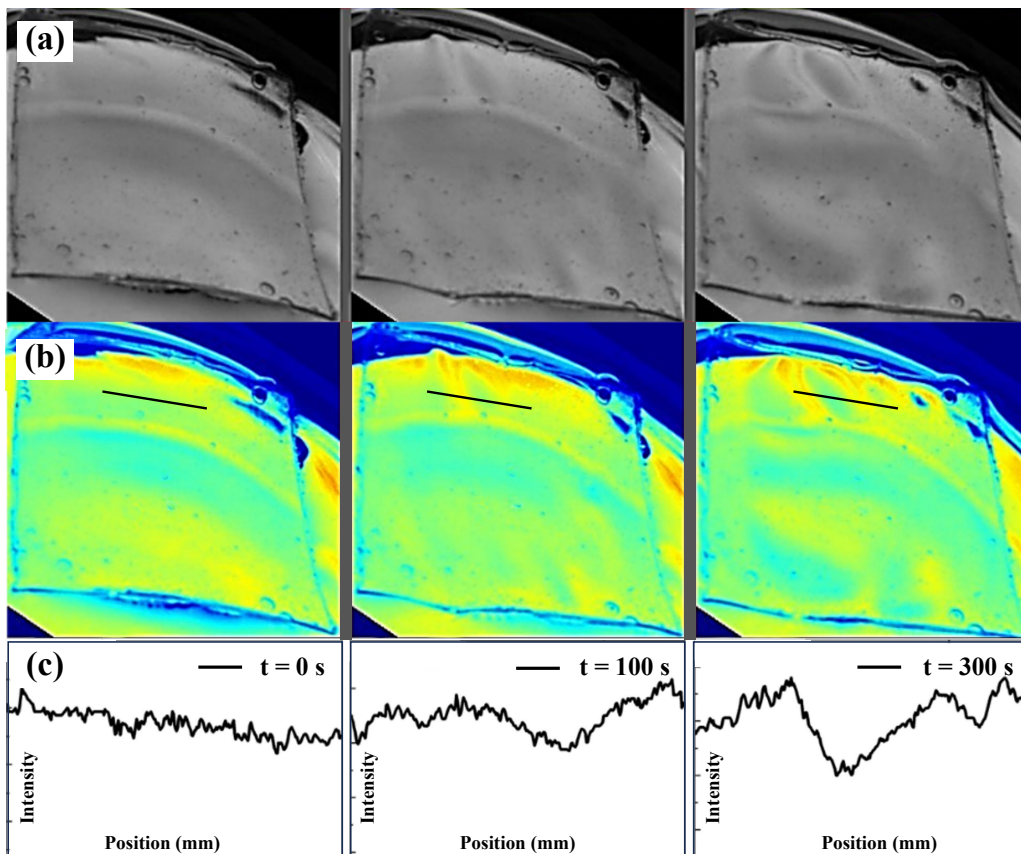 (a)
(b)
(c)
t = 0 s
t = 100 s
t = 300 s
Intensity
Intensity
Intensity
Position (mm)
Position (mm)
Position (mm)